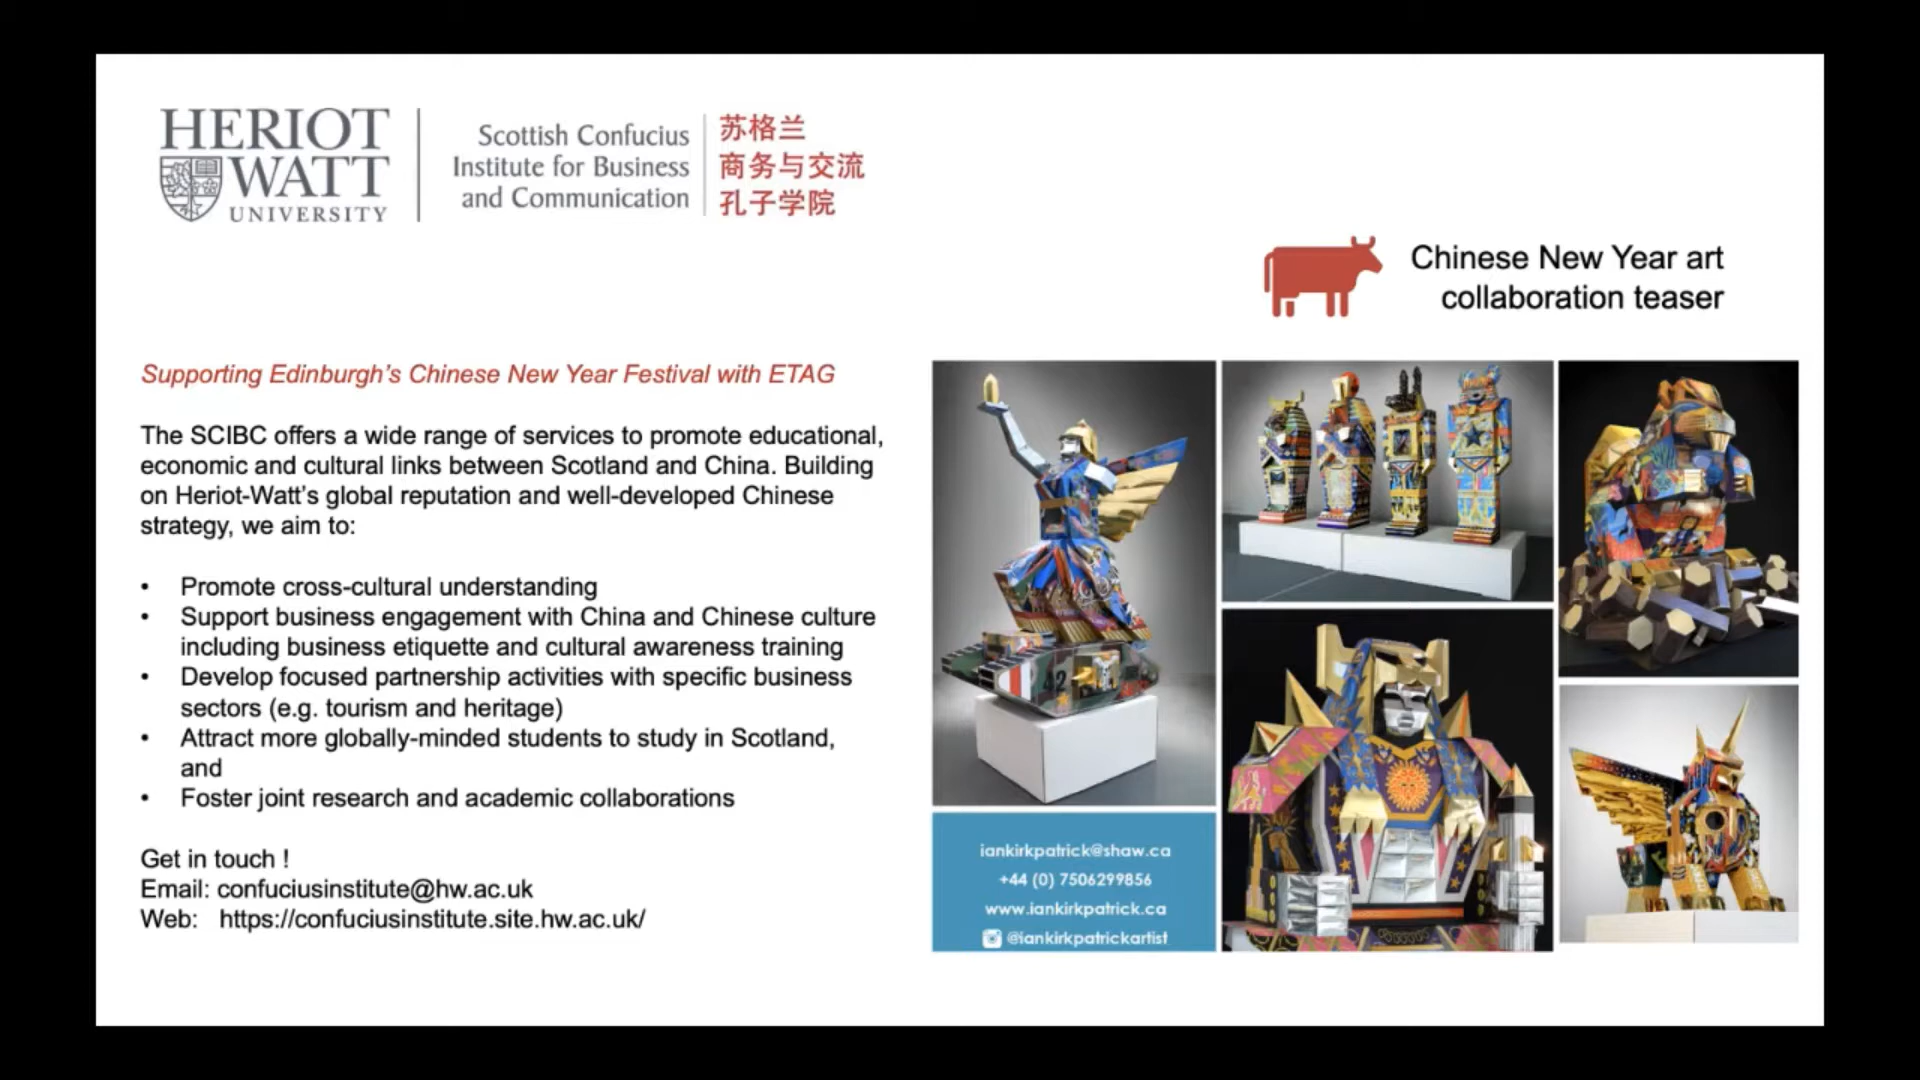 HERIOT
WATT
UNIVERSITY
Scottish Confucius
Institute for Business
and Communication
苏格兰
商务与交流
孔子学院
Chinese New Year art
collaboration teaser
Supporting Edinburgh's Chinese New Year Festival with ETAG
The SCIBC offers a wide range of services to promote educational,
economic and cultural links between Scotland and China. Building
on Heriot-Watt's global reputation and well-developed Chinese
strategy, we aim to:
• Promote cross-cultural understanding
• Support business engagement with China and Chinese culture
including business etiquette and cultural awareness training
• Develop focused partnership activities with specific business
sectors (e.g. tourism and heritage)
• Attract more globally-minded students to study in Scotland,
and
• Foster joint research and academic collaborations
Get in touch !
Email: confuciusinstitute@hw.ac.uk
Web: https://confuciusinstitute.site.hw.ac.uk/
iankirkpatrick@shaw.ca
+44 (0) 7506299856
www.iankirkpatrick.ca
@iankirkpatrickartist